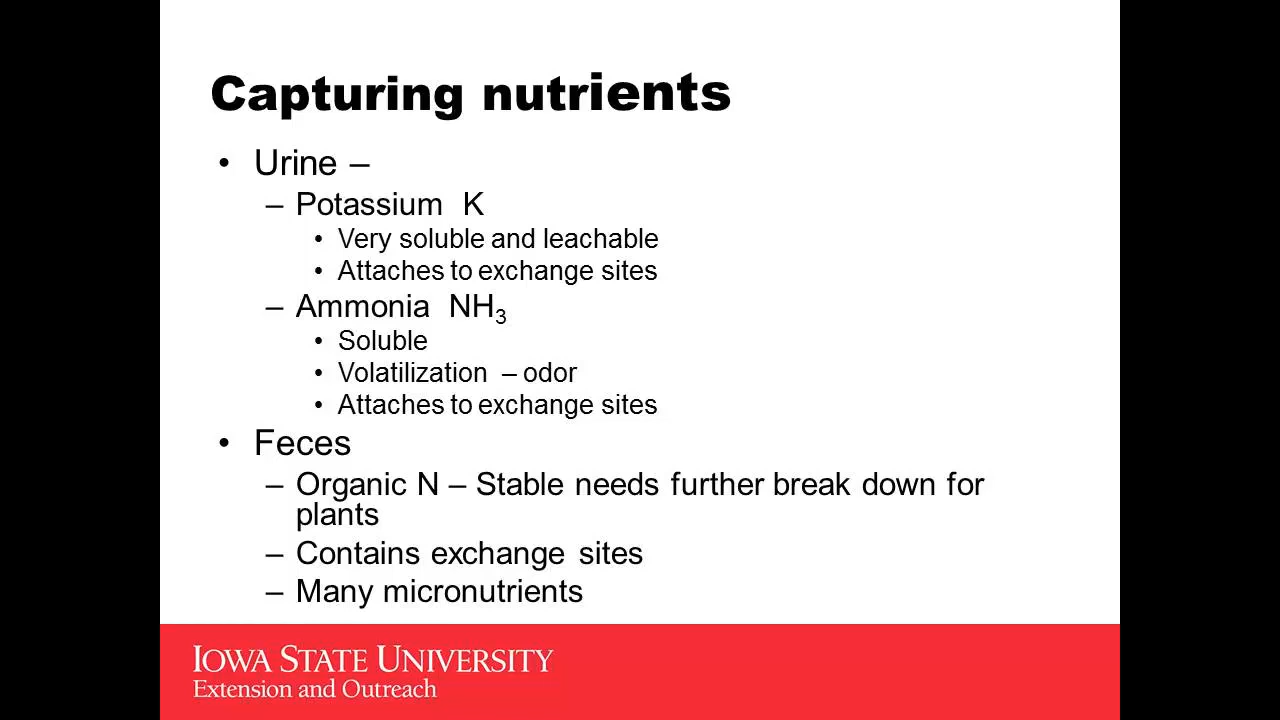 Capturing nutrients
• Urine –
– Potassium K
• Very soluble and leachable
• Attaches to exchange sites
– Ammonia NH₃
• Soluble
• Volatilization – odor
• Attaches to exchange sites
• Feces
– Organic N – Stable needs further break down for
plants
– Contains exchange sites
– Many micronutrients
IOWA STATE UNIVERSITY
Extension and Outreach